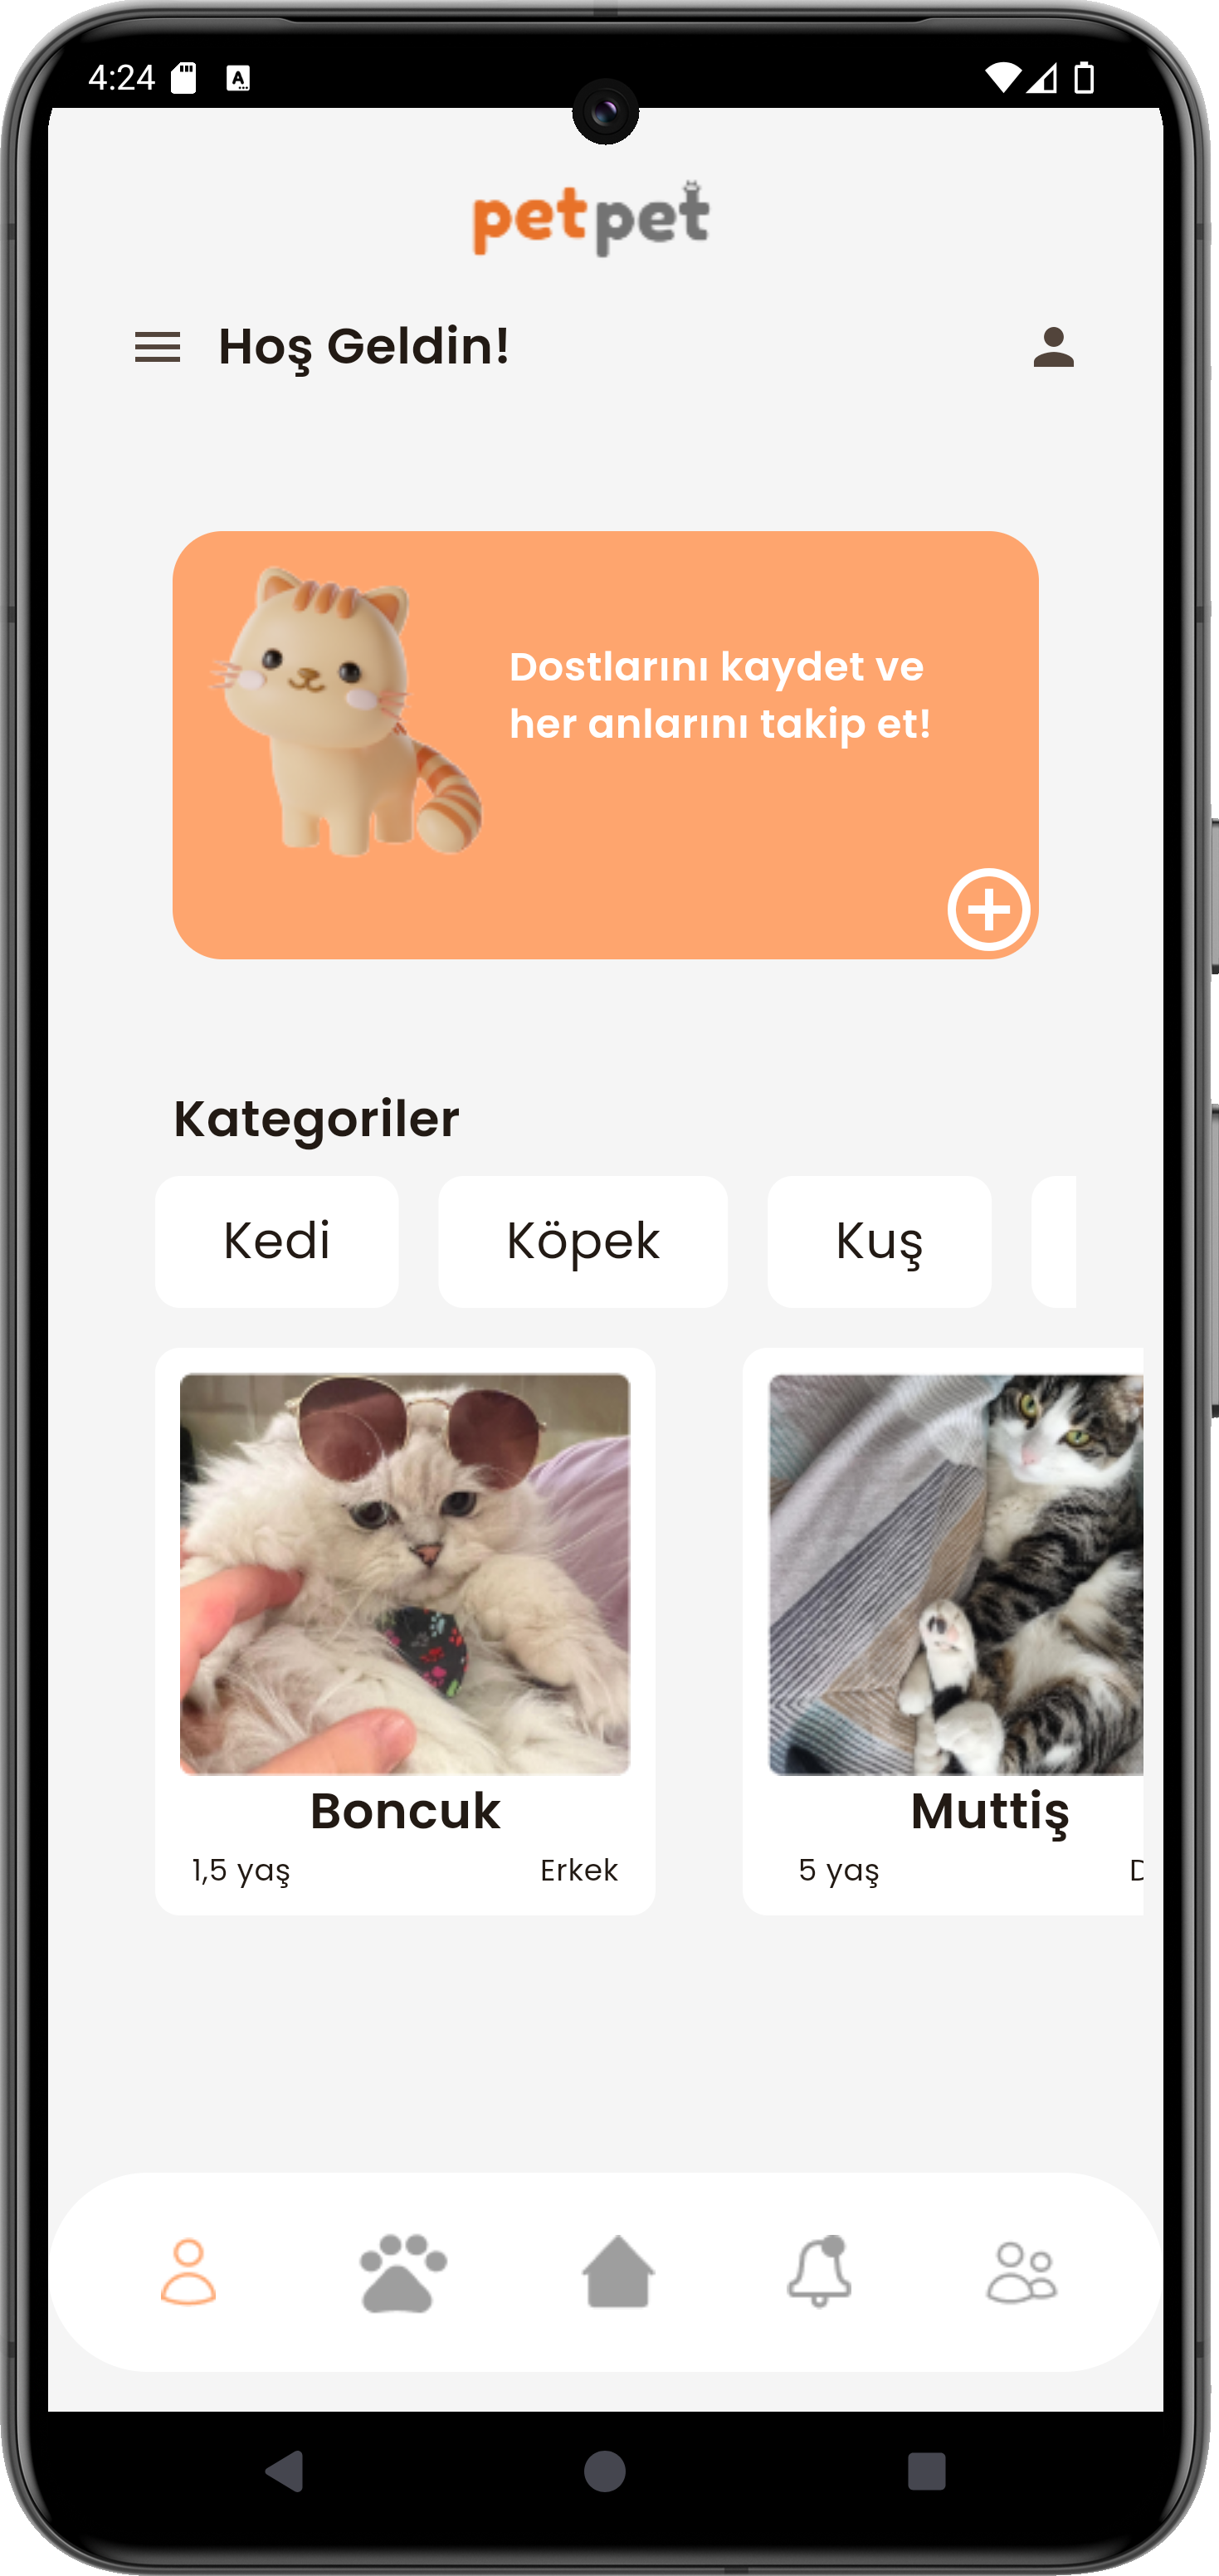 4:24
petpet
Hoş Geldin!
Dostlarını kaydet ve
her anlarını takip et!
Kategoriler
Kedi
Köpek
Kuş
Boncuk
1,5 yaş
Erkek
Muttiş
5 yaş
D